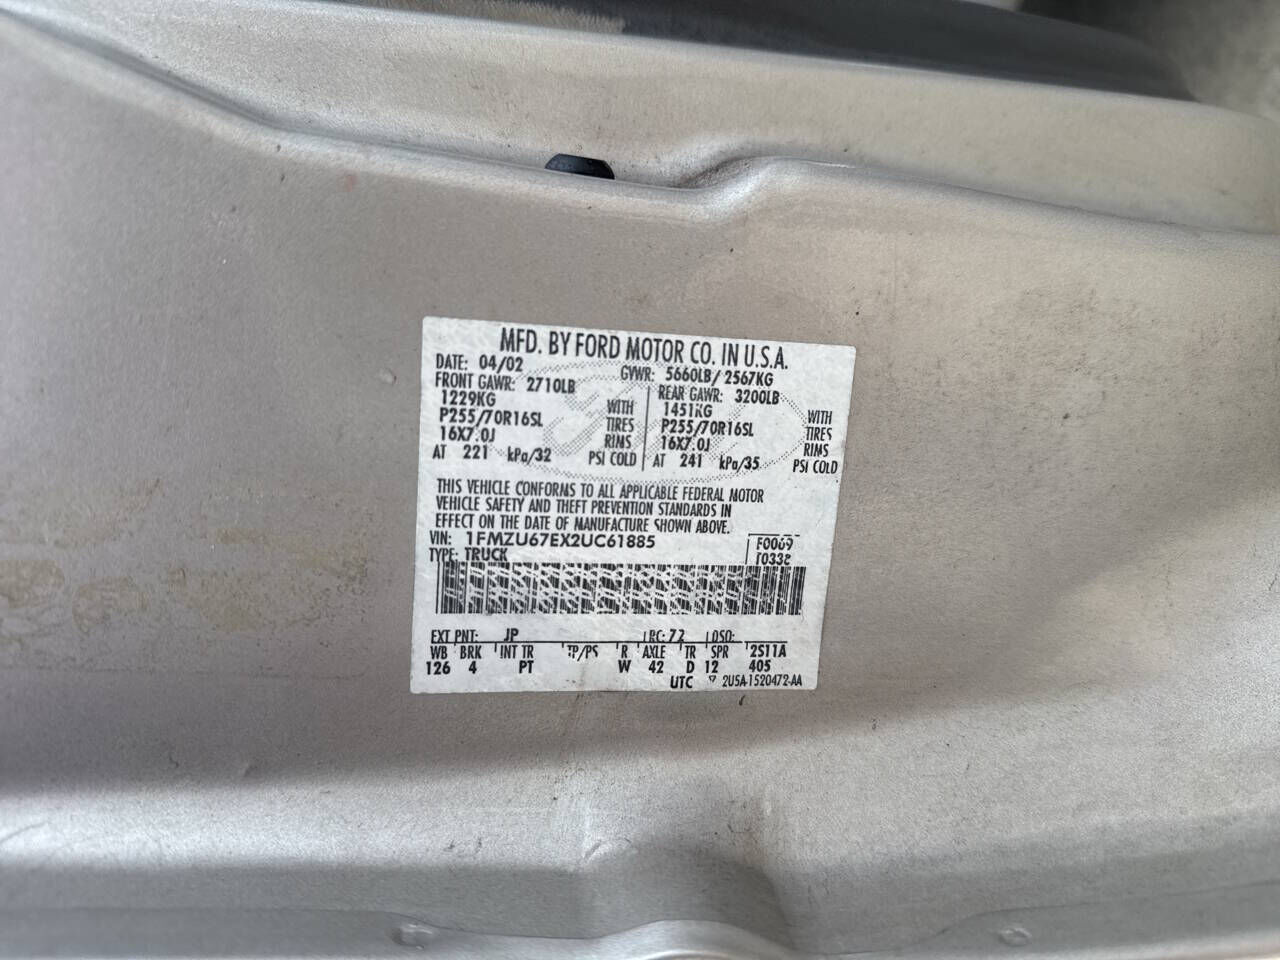 MFD. BY FORD MOTOR CO. IN U.S.A.
DATE: 04/02 GVWR: 5660LB/ 2567KG
FRONT GAWR: 2710LB REAR GAWR: 3200LB
1229KG WITH 1451KG WITH
P255/70R16SL TIRES P255/70R16SL TIRES
16X7.0J RIMS 16X7.0J RIMS
AT 221 kPa/32 PSI COLD AT 241 kPa/35 PSI COLD
THIS VEHICLE CONFORMS TO ALL APPLICABLE FEDERAL MOTOR
VEHICLE SAFETY AND THEFT PREVENTION STANDARDS IN
EFFECT ON THE DATE OF MANUFACTURE SHOWN ABOVE.
VIN: 1FMZU67EX2UC61885 F0069
TYPE: TRUCK
EXT PNT: JP RC: 72 DSO:
WB BRK INT TR TP/PS R AXLE TR SPR 2S11A
126 4 PT W 42 D 12 405
UTC 2U5A-1520472-AA